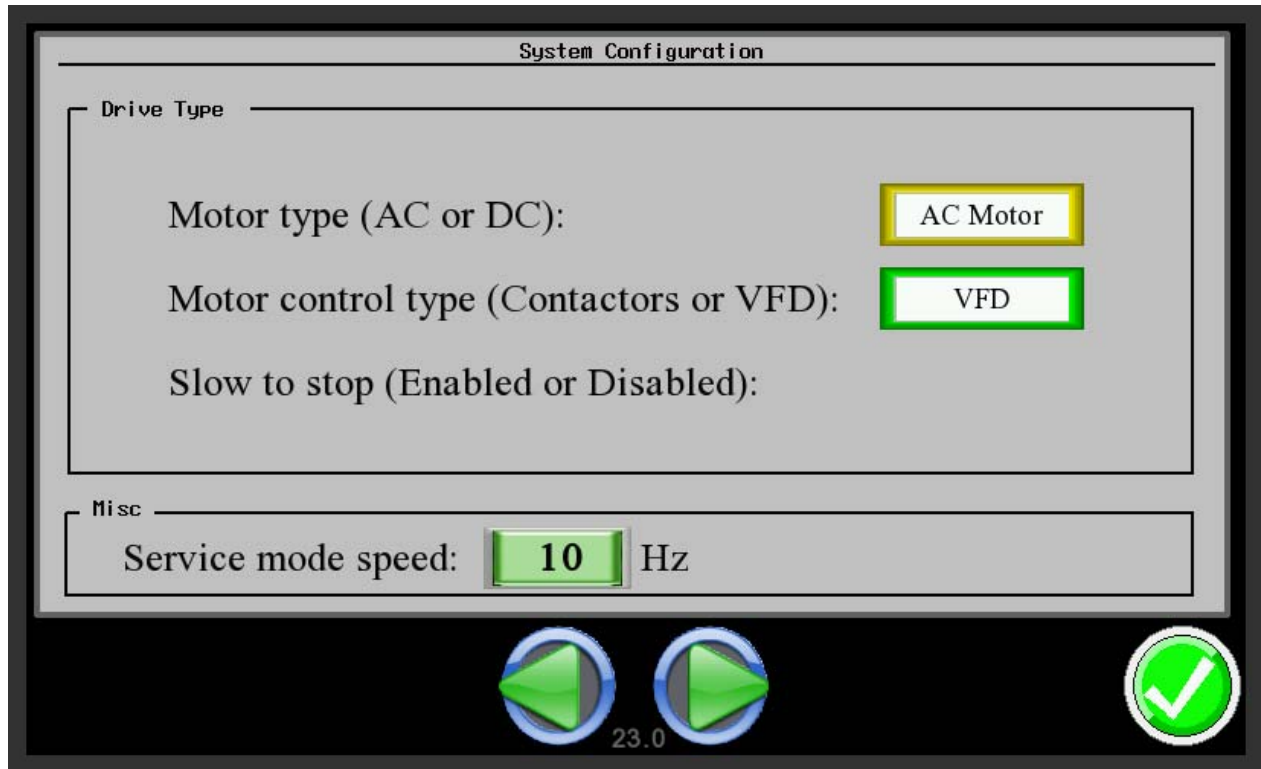 System Configuration
Drive Type
Motor type (AC or DC): AC Motor
Motor control type (Contactors or VFD): VFD
Slow to stop (Enabled or Disabled):
Misc
Service mode speed: 10 Hz
23.0